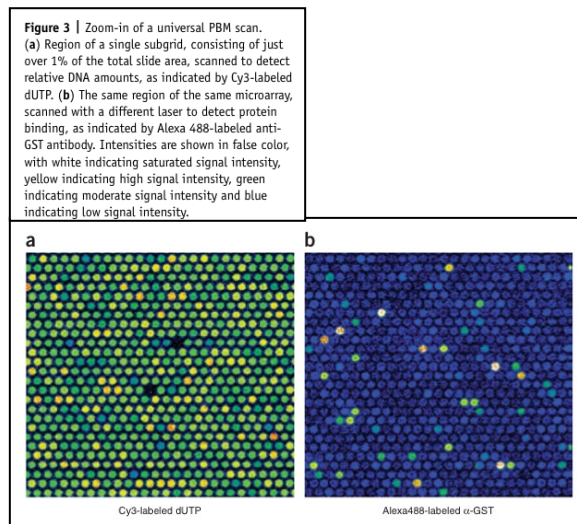 Figure 3 | Zoom-in of a universal PBM scan.
(a) Region of a single subgrid, consisting of just
over 1% of the total slide area, scanned to detect
relative DNA amounts, as indicated by Cy3-labeled
dUTP. (b) The same region of the same microarray,
scanned with a different laser to detect protein
binding, as indicated by Alexa 488-labeled anti-
GST antibody. Intensities are shown in false color,
with white indicating saturated signal intensity,
yellow indicating high signal intensity, green
indicating moderate signal intensity and blue
indicating low signal intensity.
a
b
Cy3-labeled dUTP
Alexa488-labeled α-GST